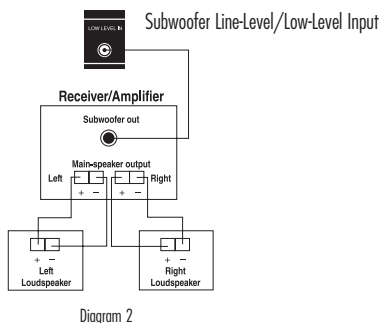 Subwoofer Line-Level/Low-Level Input
LOW LEVEL IN
Receiver/Amplifier
Subwoofer out
Main-speaker output
Left Right
+ − + −
+ − + −
Left Right
Loudspeaker Loudspeaker
Diagram 2